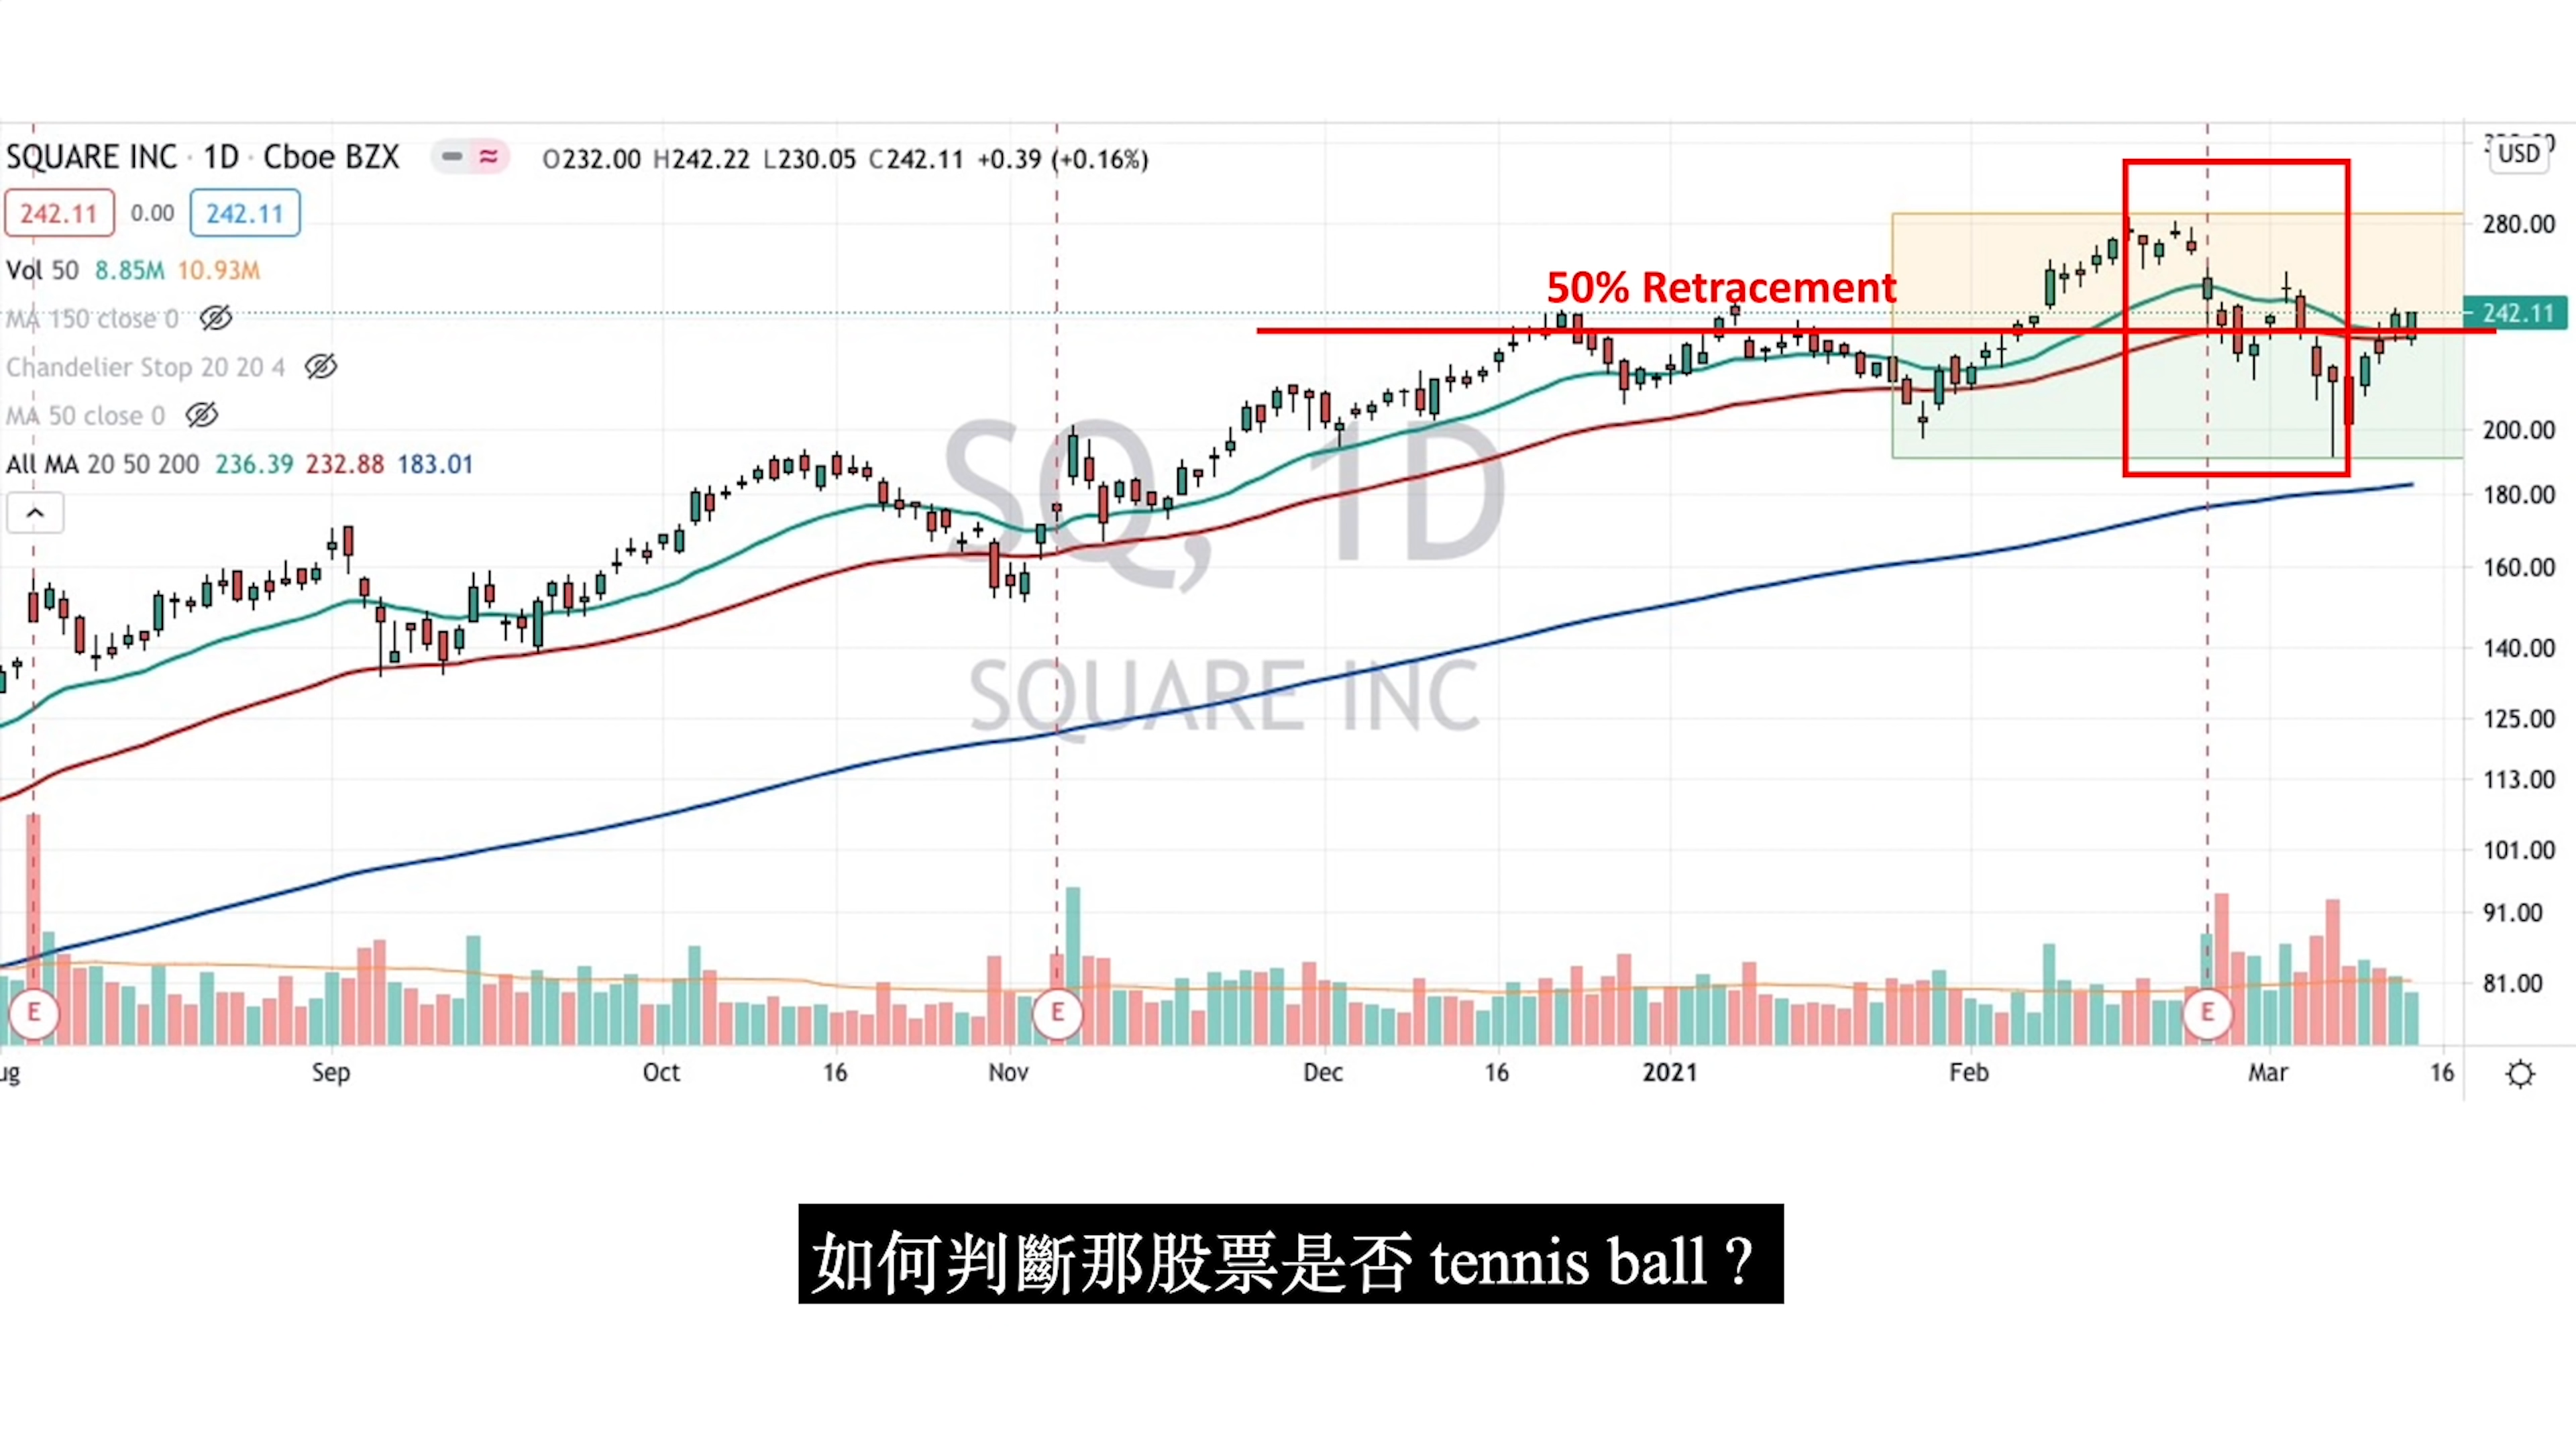 SQUARE INC · 1D · Cboe BZX O232.00 H242.22 L230.05 C242.11 +0.39 (+0.16%)
242.11 0.00 242.11
Vol 50 8.85M 10.93M
MA 150 close 0
Chandelier Stop 20 20 4
MA 50 close 0
All MA 20 50 200 236.39 232.88 183.01
50% Retracement
SQ, 1D
SQUARE INC
USD
280.00
242.11
200.00
180.00
160.00
140.00
125.00
113.00
101.00
91.00
81.00
E E E
ug Sep Oct 16 Nov Dec 16 2021 Feb Mar 16
如何判斷那股票是否 tennis ball？